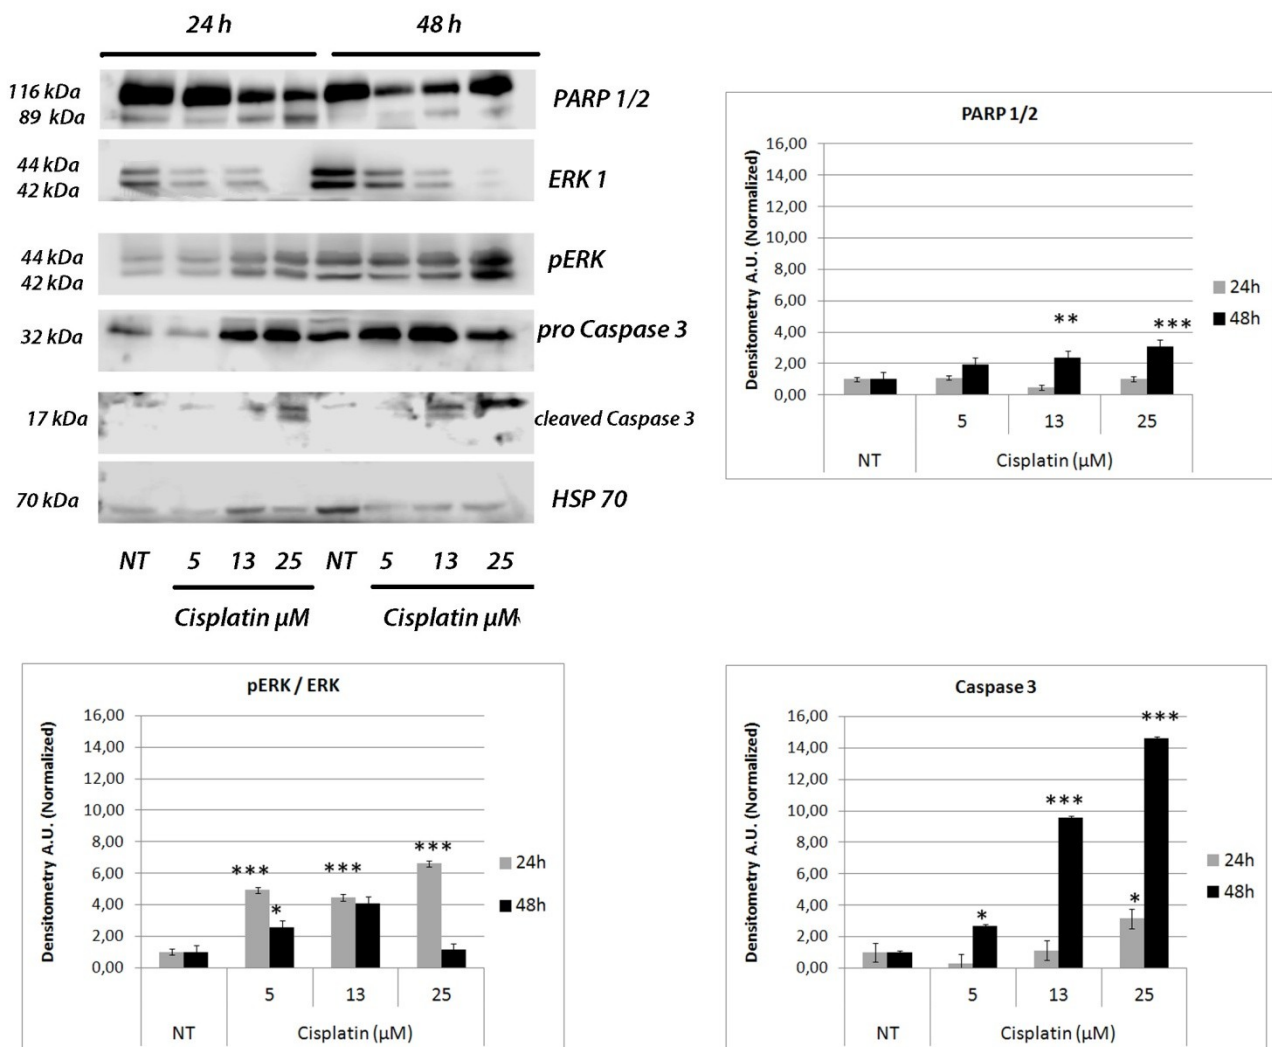 24 h 48 h
116 kDa
89 kDa
PARP 1/2
44 kDa
42 kDa
ERK 1
44 kDa
42 kDa
pERK
32 kDa
pro Caspase 3
17 kDa
cleaved Caspase 3
70 kDa
HSP 70
NT 5 13 25 NT 5 13 25
Cisplatin μM Cisplatin μM
PARP 1/2
Densitometry A.U. (Normalized)
16,00
14,00
12,00
10,00
8,00
6,00
4,00
2,00
0,00
** ***
24h
48h
5 13 25
NT Cisplatin (μM)
pERK / ERK
Densitometry A.U. (Normalized)
16,00
14,00
12,00
10,00
8,00
6,00
4,00
2,00
0,00
*** * *** ***
24h
48h
5 13 25
NT Cisplatin (μM)
Caspase 3
Densitometry A.U. (Normalized)
16,00
14,00
12,00
10,00
8,00
6,00
4,00
2,00
0,00
* *** * ***
24h
48h
5 13 25
NT Cisplatin (μM)